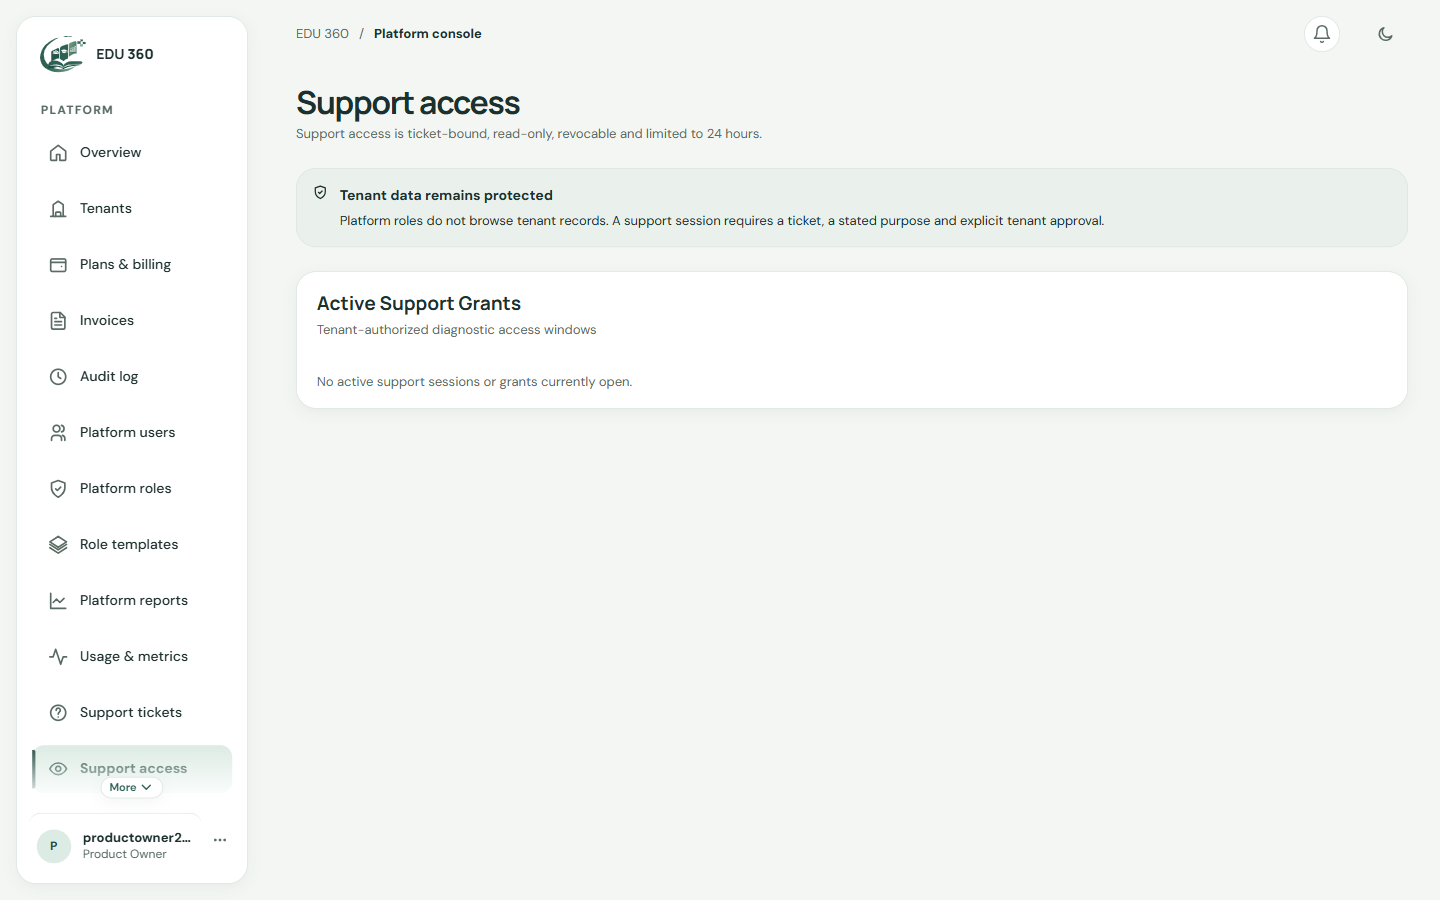 EDU 360
PLATFORM
Overview
Tenants
Plans & billing
Invoices
Audit log
Platform users
Platform roles
Role templates
Platform reports
Usage & metrics
Support tickets
Support access
More
P
productowner2...
Product Owner
EDU 360 / Platform console
Support access
Support access is ticket-bound, read-only, revocable and limited to 24 hours.
Tenant data remains protected
Platform roles do not browse tenant records. A support session requires a ticket, a stated purpose and explicit tenant approval.
Active Support Grants
Tenant-authorized diagnostic access windows
No active support sessions or grants currently open.